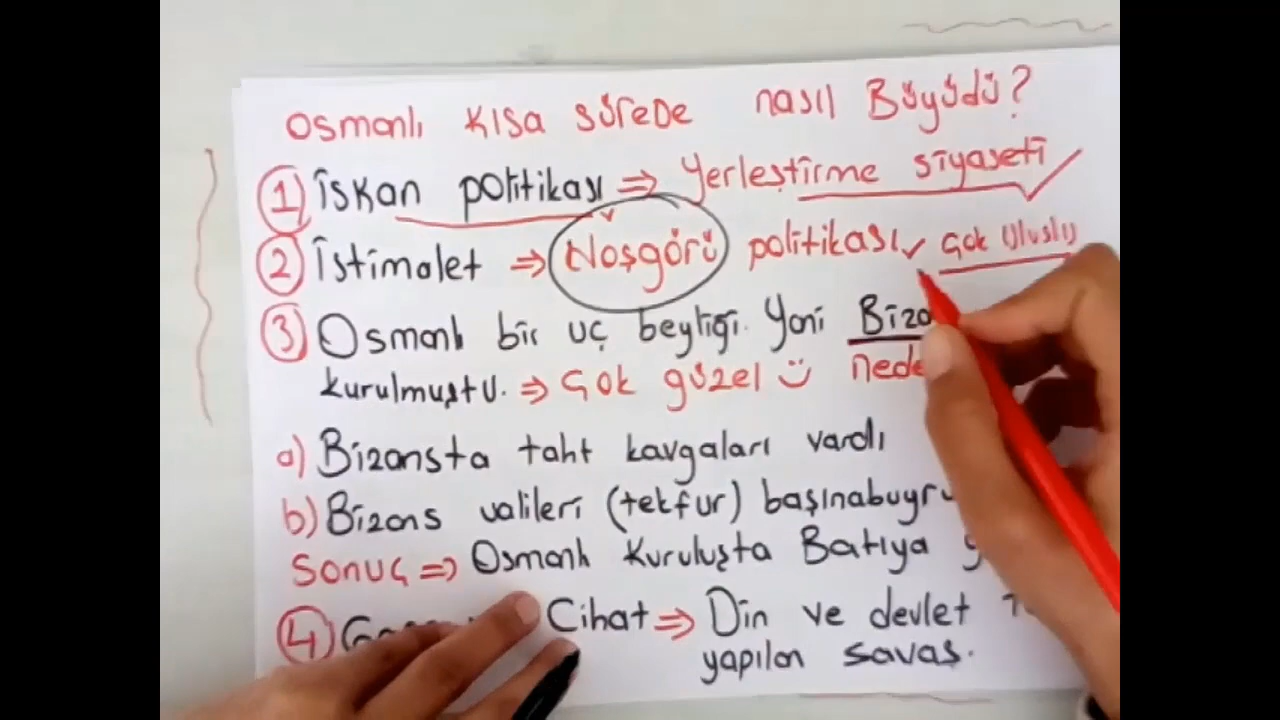 Osmanlı Kısa Sürede nasıl Büyüdü?
① İskan politikası ⇒ Yerleştirme siyaseti ✓
② İstimalet ⇒ Hoşgörü politikası ✓ Çok Uluslu
③ Osmanlı bir uç beyliği. Yani
kurulmuştu. ⇒ Çok güzel
a) Bizansta taht kavgaları vardı
b) Bizans valileri (tekfur)
Sonuç ⇒ Osmanlı Kuruluşta Batıya
④ Cihat ⇒ Din ve devlet
yapılan savaş.